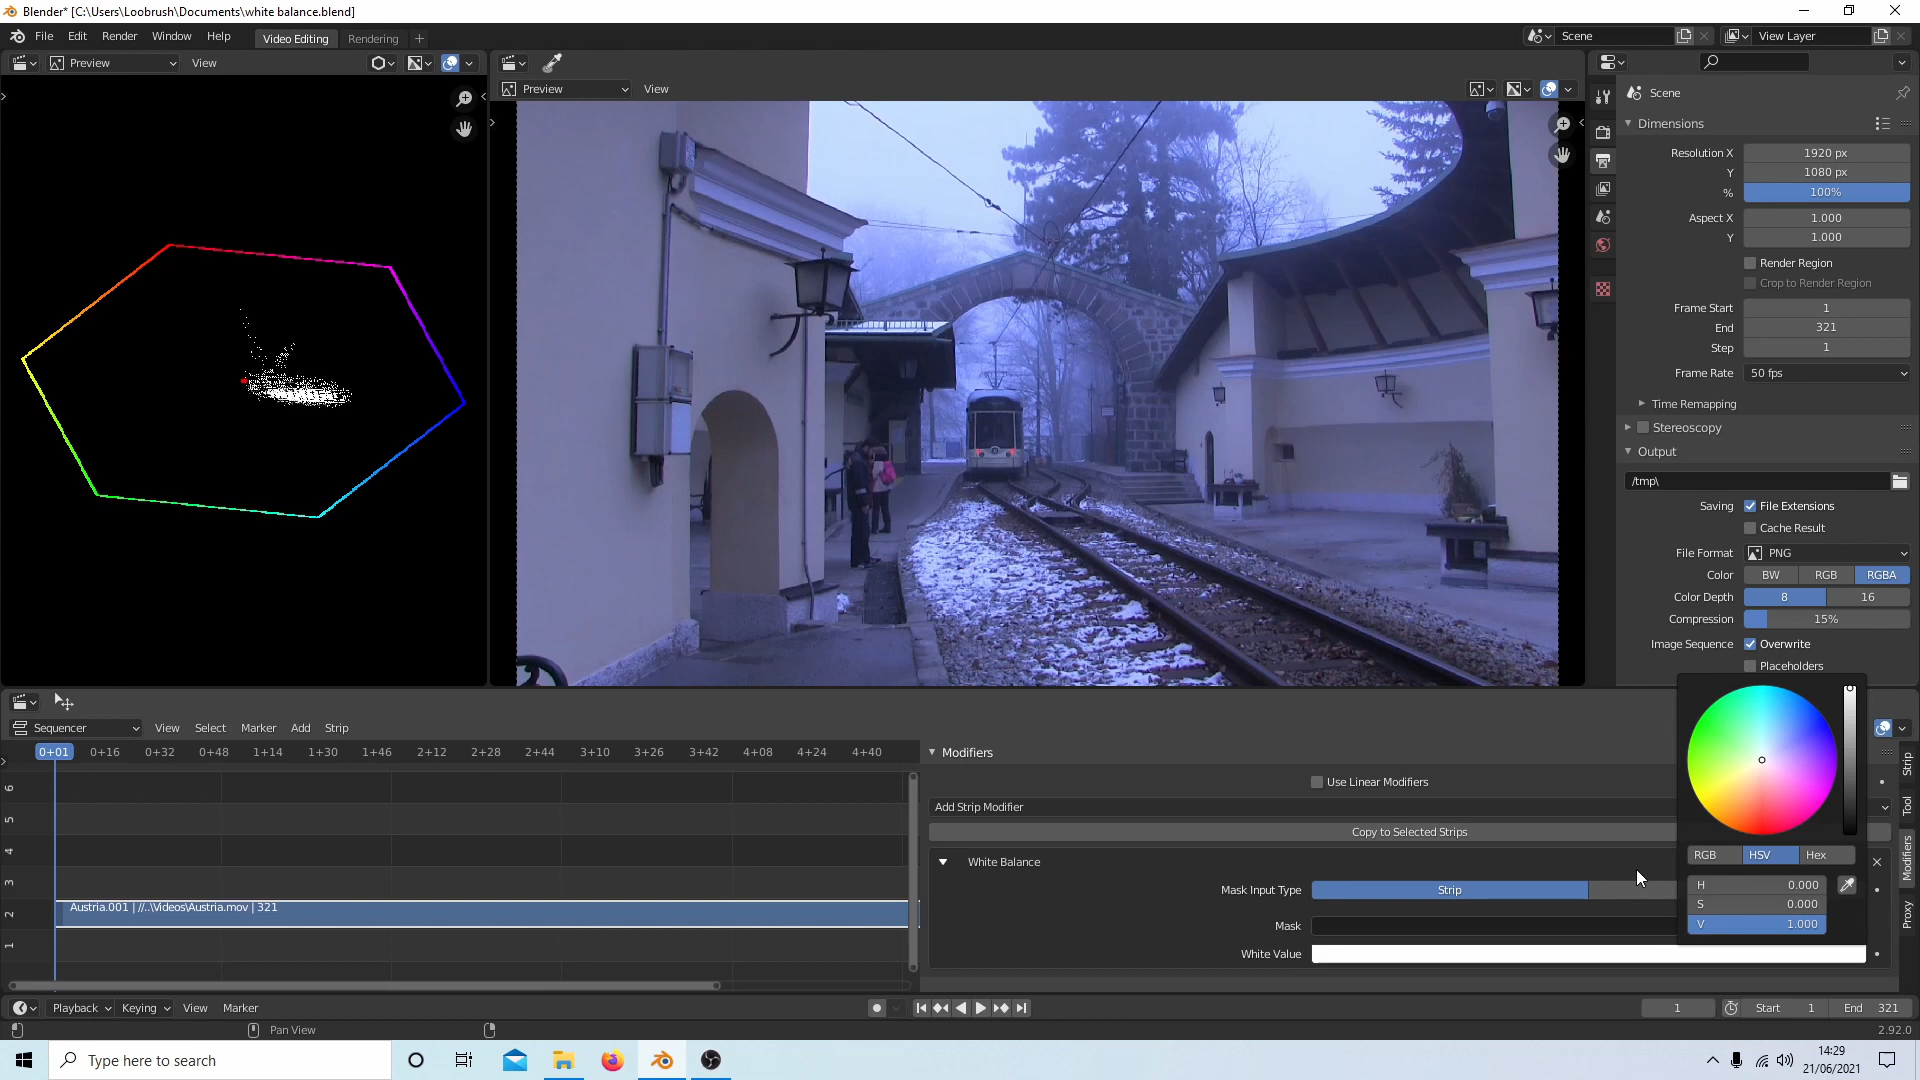 Blender* [C:\Users\Loobrush\Documents\white balance.blend]
File Edit Render Window Help Video Editing Rendering + Scene View Layer
Preview View
Preview View
Scene
Dimensions
Resolution X 1920 px
Y 1080 px
% 100%
Aspect X 1.000
Y 1.000
Render Region
Crop to Render Region
Frame Start 1
End 321
Step 1
Frame Rate 50 fps
Time Remapping
Stereoscopy
Output
/tmp\
Saving File Extensions
Cache Result
File Format PNG
Color BW RGB RGBA
Color Depth 8 16
Compression 15%
Image Sequence Overwrite
Placeholders
Sequencer View Select Marker Add Strip
0+01 0+16 0+32 0+48 1+14 1+30 1+46 2+12 2+28 2+44 3+10 3+26 3+42 4+08 4+24 4+40
6
5
4
3
2
1
Austria.001 | //..\Videos\Austria.mov | 321
Modifiers
Use Linear Modifiers
Add Strip Modifier
Copy to Selected Strips
White Balance
Mask Input Type Strip
Mask
White Value
RGB HSV Hex
H 0.000
S 0.000
V 1.000
Strip
Tool
Modifiers
Proxy
Playback Keying View Marker 1 Start 1 End 321
Pan View 2.92.0
Type here to search
14:29
21/06/2021